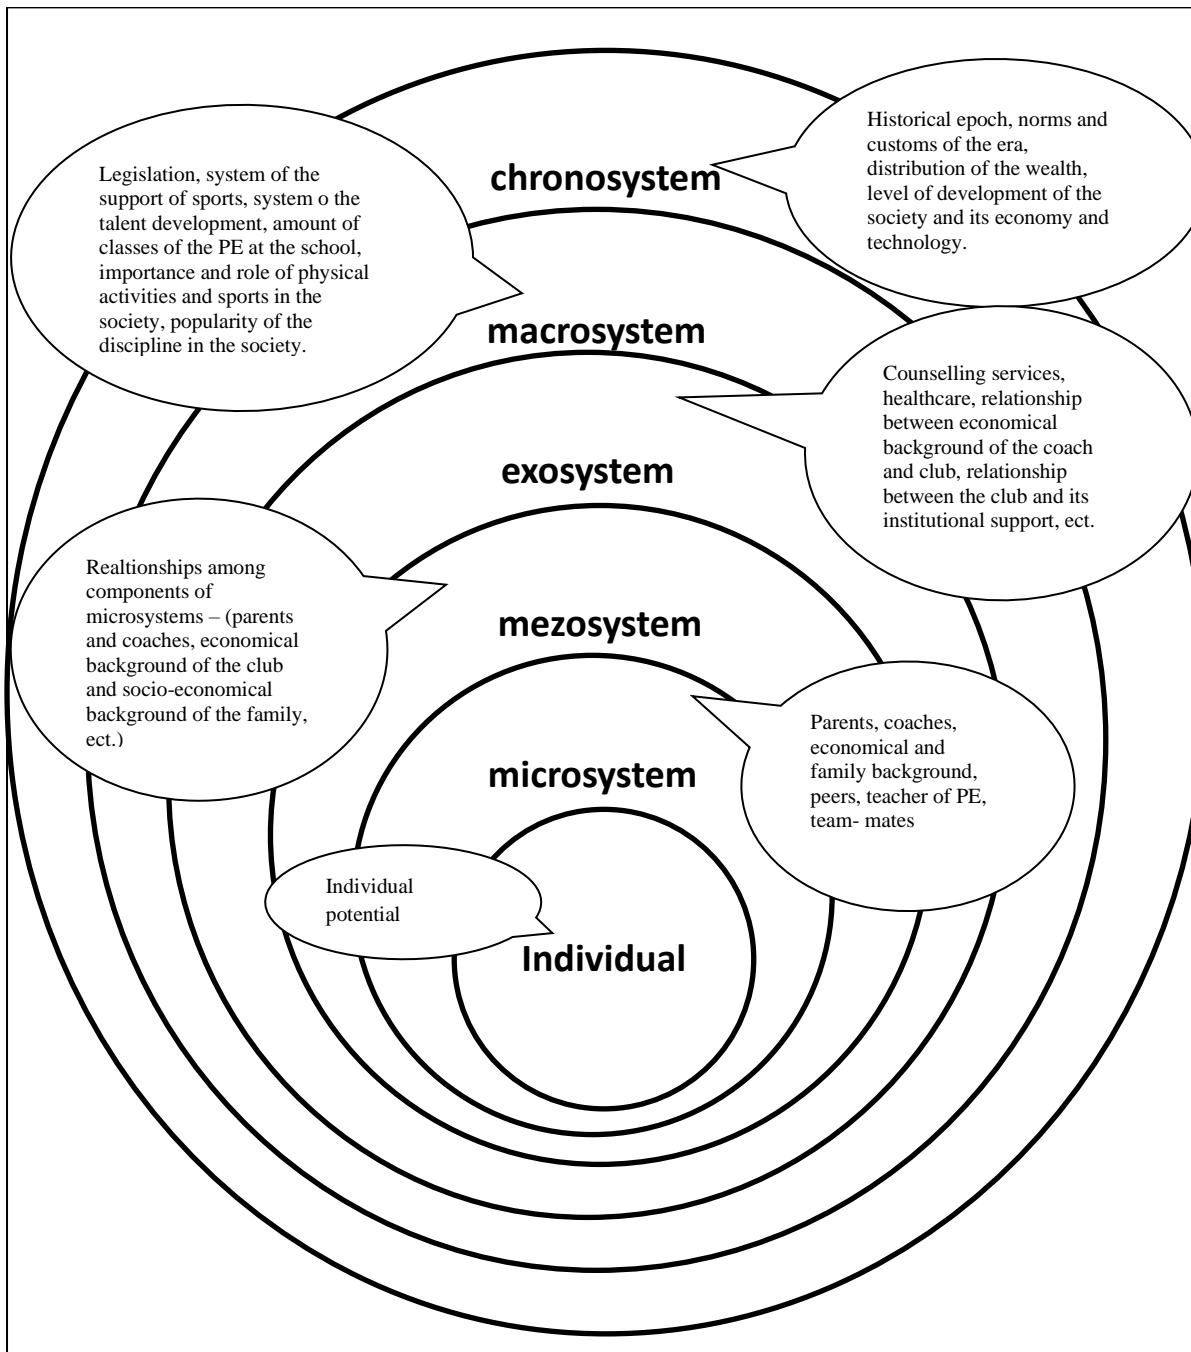 Historical epoch, norms and
customs of the era,
distribution of the wealth,
level of development of the
society and its economy and
technology.
chronosystem
Legislation, system of the
support of sports, system o the
talent development, amount of
classes of the PE at the school,
importance and role of physical
activities and sports in the
society, popularity of the
discipline in the society.
macrosystem
Counselling services,
healthcare, relationship
between economical
background of the coach
and club, relationship
between the club and its
institutional support, ect.
exosystem
Realtionships among
components of
microsystems – (parents
and coaches, economical
background of the club
and socio-economical
background of the family,
ect.)
mezosystem
Parents, coaches,
economical and
family background,
peers, teacher of PE,
team- mates
microsystem
Individual
potential
Individual